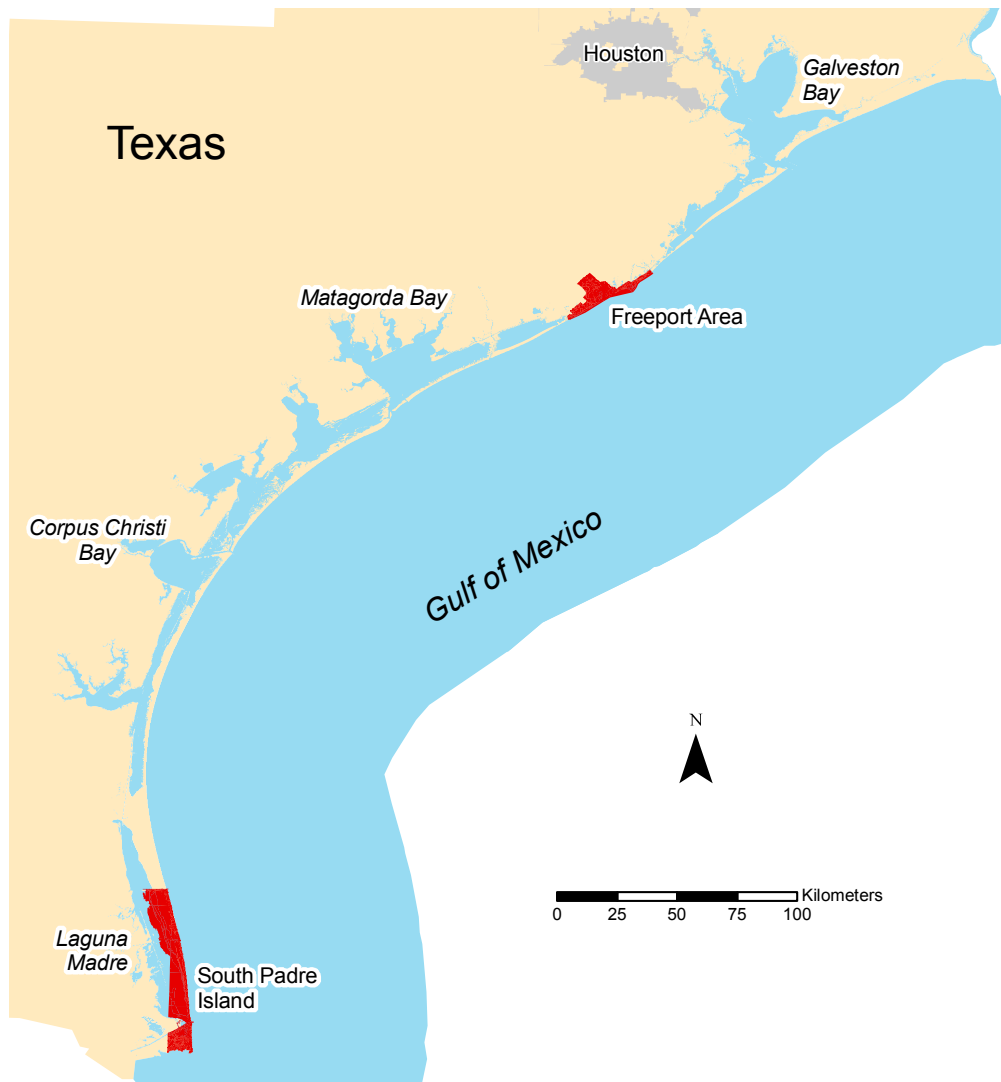 Houston
Galveston
Bay
Texas
Matagorda Bay
Freeport Area
Corpus Christi
Bay
Gulf of Mexico
N
Kilometers
0 25 50 75 100
Laguna
Madre
South Padre
Island